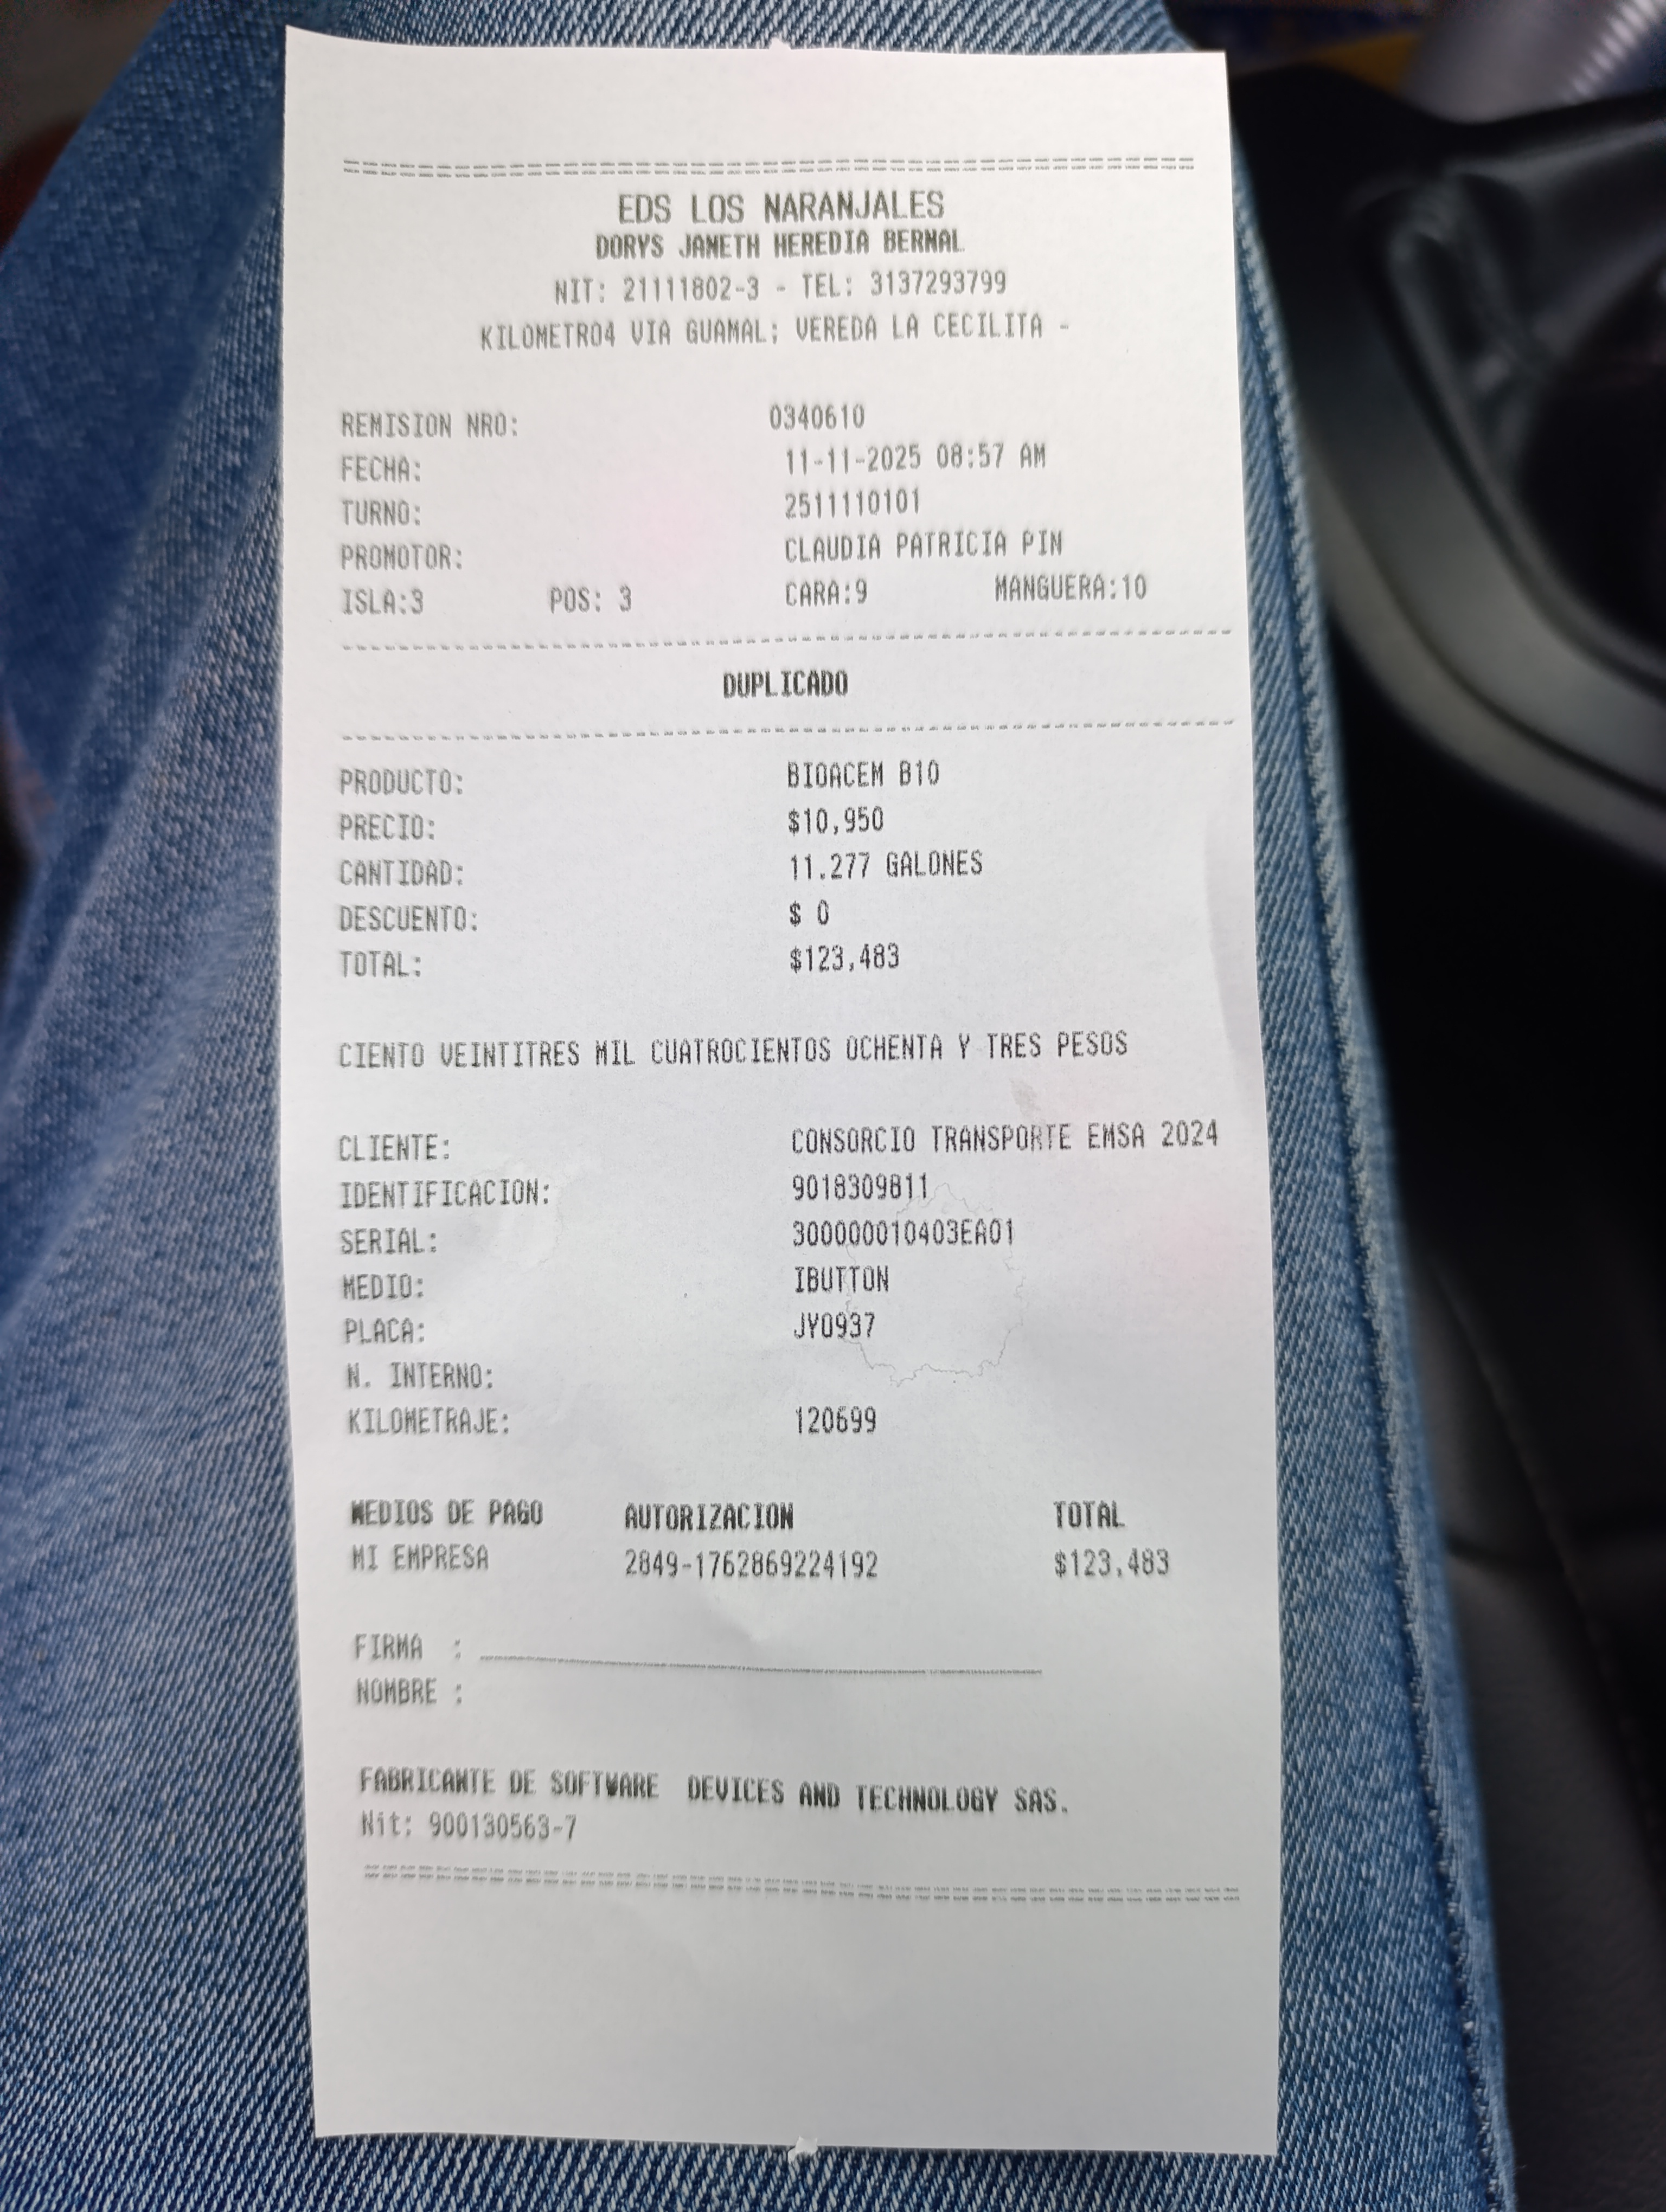 EDS LOS NARANJALES
DORYS JANETH HEREDIA BERNAL
NIT: 21111802-3 - TEL: 3137293799
KILOMETRO4 VIA GUAMAL; VEREDA LA CECILITA -
REMISION NRO: 0340610
FECHA: 11-11-2025 08:57 AM
TURNO: 2511110101
PROMOTOR: CLAUDIA PATRICIA PIN
ISLA:3 POS: 3 CARA:9 MANGUERA:10
DUPLICADO
PRODUCTO: BIOACEM B10
PRECIO: $10,950
CANTIDAD: 11.277 GALONES
DESCUENTO: $ 0
TOTAL: $123,483
CIENTO VEINTITRES MIL CUATROCIENTOS OCHENTA Y TRES PESOS
CLIENTE: CONSORCIO TRANSPORTE EMSA 2024
IDENTIFICACION: 9018309811
SERIAL: 300000010403EA01
MEDIO: IBUTTON
PLACA: JYO937
N. INTERNO:
KILOMETRAJE: 120699
MEDIOS DE PAGO AUTORIZACION TOTAL
MI EMPRESA 2849-1762869224192 $123,483
FIRMA :
NOMBRE :
FABRICANTE DE SOFTWARE DEVICES AND TECHNOLOGY SAS.
Nit: 900130563-7